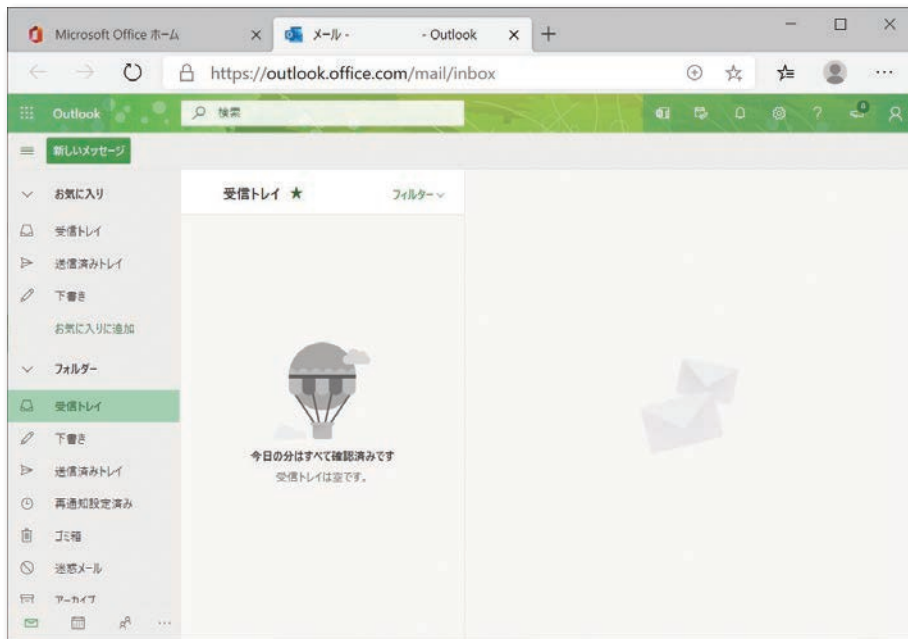 Microsoft Office ホーム
メール - - Outlook
https://outlook.office.com/mail/inbox
Outlook
検索
新しいメッセージ
お気に入り
受信トレイ
送信済みトレイ
下書き
お気に入りに追加
フォルダー
受信トレイ
下書き
送信済みトレイ
再通知設定済み
ゴミ箱
迷惑メール
アーカイブ
受信トレイ ★
フィルター
今日の分はすべて確認済みです
受信トレイは空です。